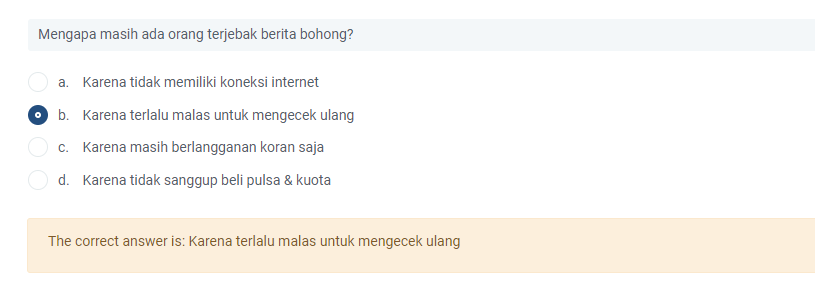 Mengapa masih ada orang terjebak berita bohong?
a. Karena tidak memiliki koneksi internet
b. Karena terlalu malas untuk mengecek ulang
c. Karena masih berlangganan koran saja
d. Karena tidak sanggup beli pulsa & kuota
The correct answer is: Karena terlalu malas untuk mengecek ulang